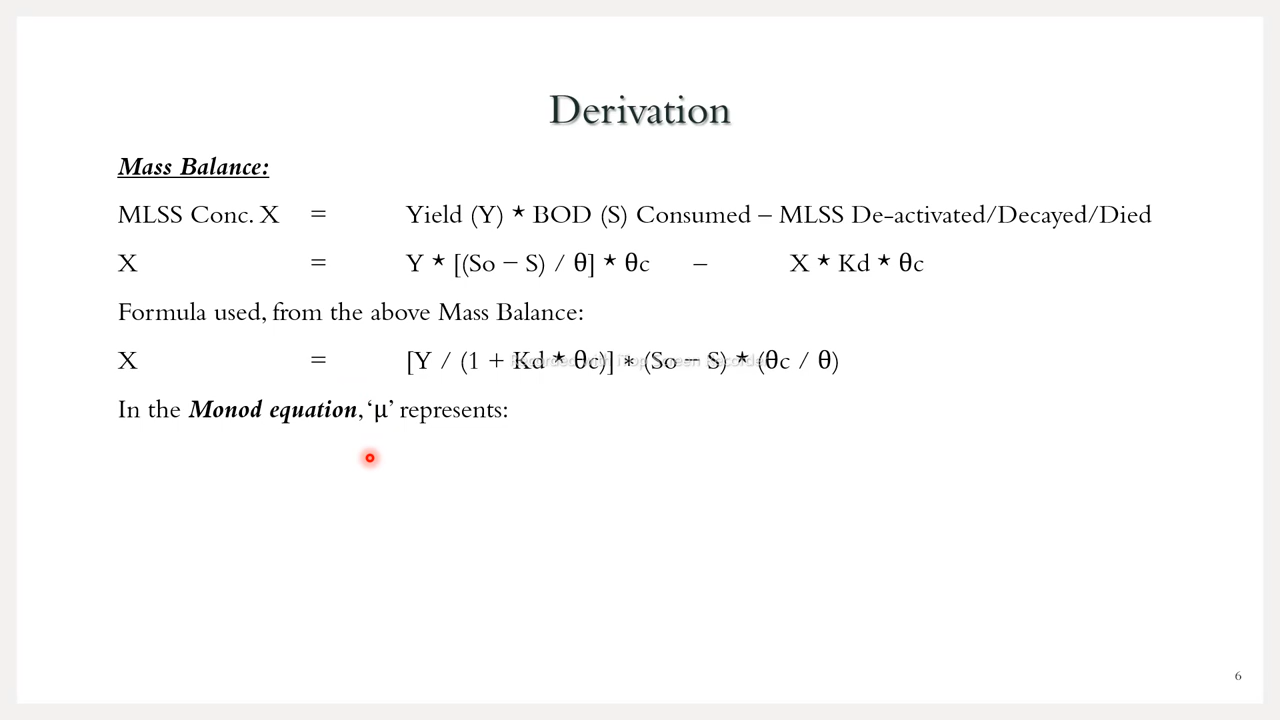 Derivation
Mass Balance:
MLSS Conc. X = Yield (Y) * BOD (S) Consumed – MLSS De-activated/Decayed/Died
X = Y * [(So − S) / θ] * θc – X * Kd * θc
Formula used, from the above Mass Balance:
X = [Y / (1 + Kd * θc)] * (So − S) * (θc / θ)
In the Monod equation, ‘μ’ represents:
6